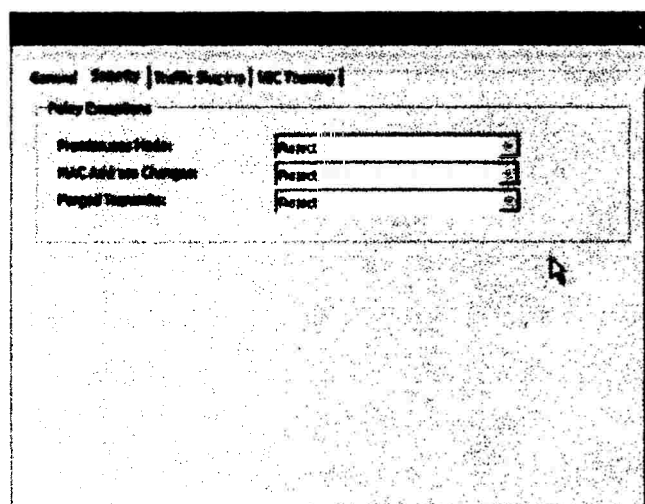 General Security Traffic Shaping NIC Teaming
Policy Exceptions
Promiscuous Mode: Reject
MAC Address Changes: Reject
Forged Transmits: Reject